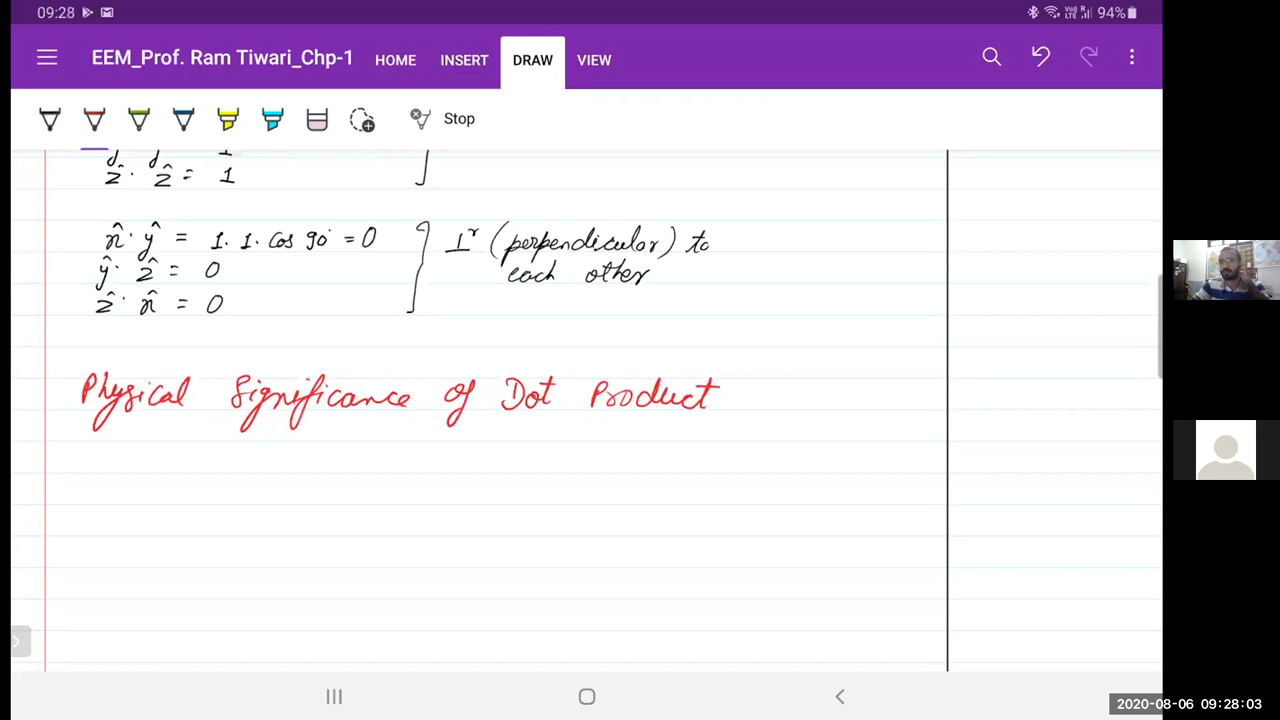 09:28
94%
EEM_Prof. Ram Tiwari_Chp-1
HOME
INSERT
DRAW
VIEW
Stop
ẑ · ẑ = 1
x̂ · ŷ = 1. 1. cos 90° = 0
ŷ · ẑ = 0
ẑ · x̂ = 0
⊥r (perpendicular) to
each other
Physical Significance of Dot Product
2020-08-06 09:28:03